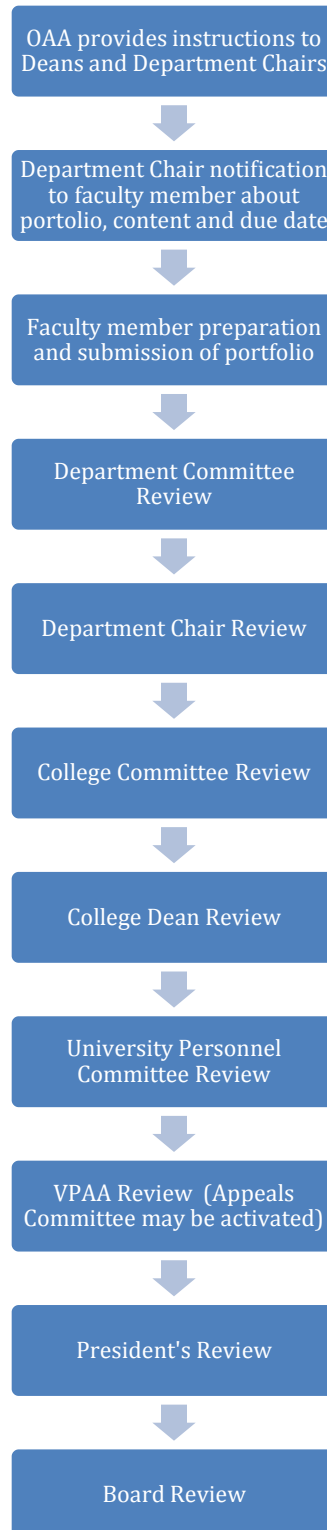 OAA provides instructions to
Deans and Department Chairs
Department Chair notification
to faculty member about
portolio, content and due date
Faculty member preparation
and submission of portfolio
Department Committee
Review
Department Chair Review
College Committee Review
College Dean Review
University Personnel
Committee Review
VPAA Review (Appeals
Committee may be activated)
President's Review
Board Review